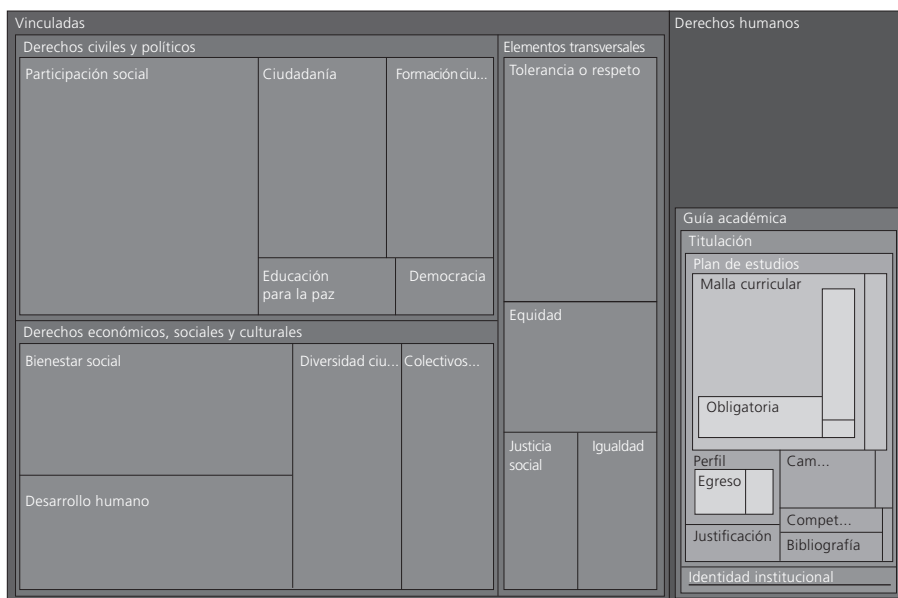 Vinculadas
Derechos civiles y políticos
Participación social
Ciudadanía
Formación ciu...
Educación
para la paz
Democracia
Derechos económicos, sociales y culturales
Bienestar social
Desarrollo humano
Diversidad ciu...
Colectivos...
Elementos transversales
Tolerancia o respeto
Equidad
Justicia
social
Igualdad
Derechos humanos
Guía académica
Titulación
Plan de estudios
Malla curricular
Obligatoria
Perfil
Egreso
Cam...
Justificación
Compet...
Bibliografía
Identidad institucional